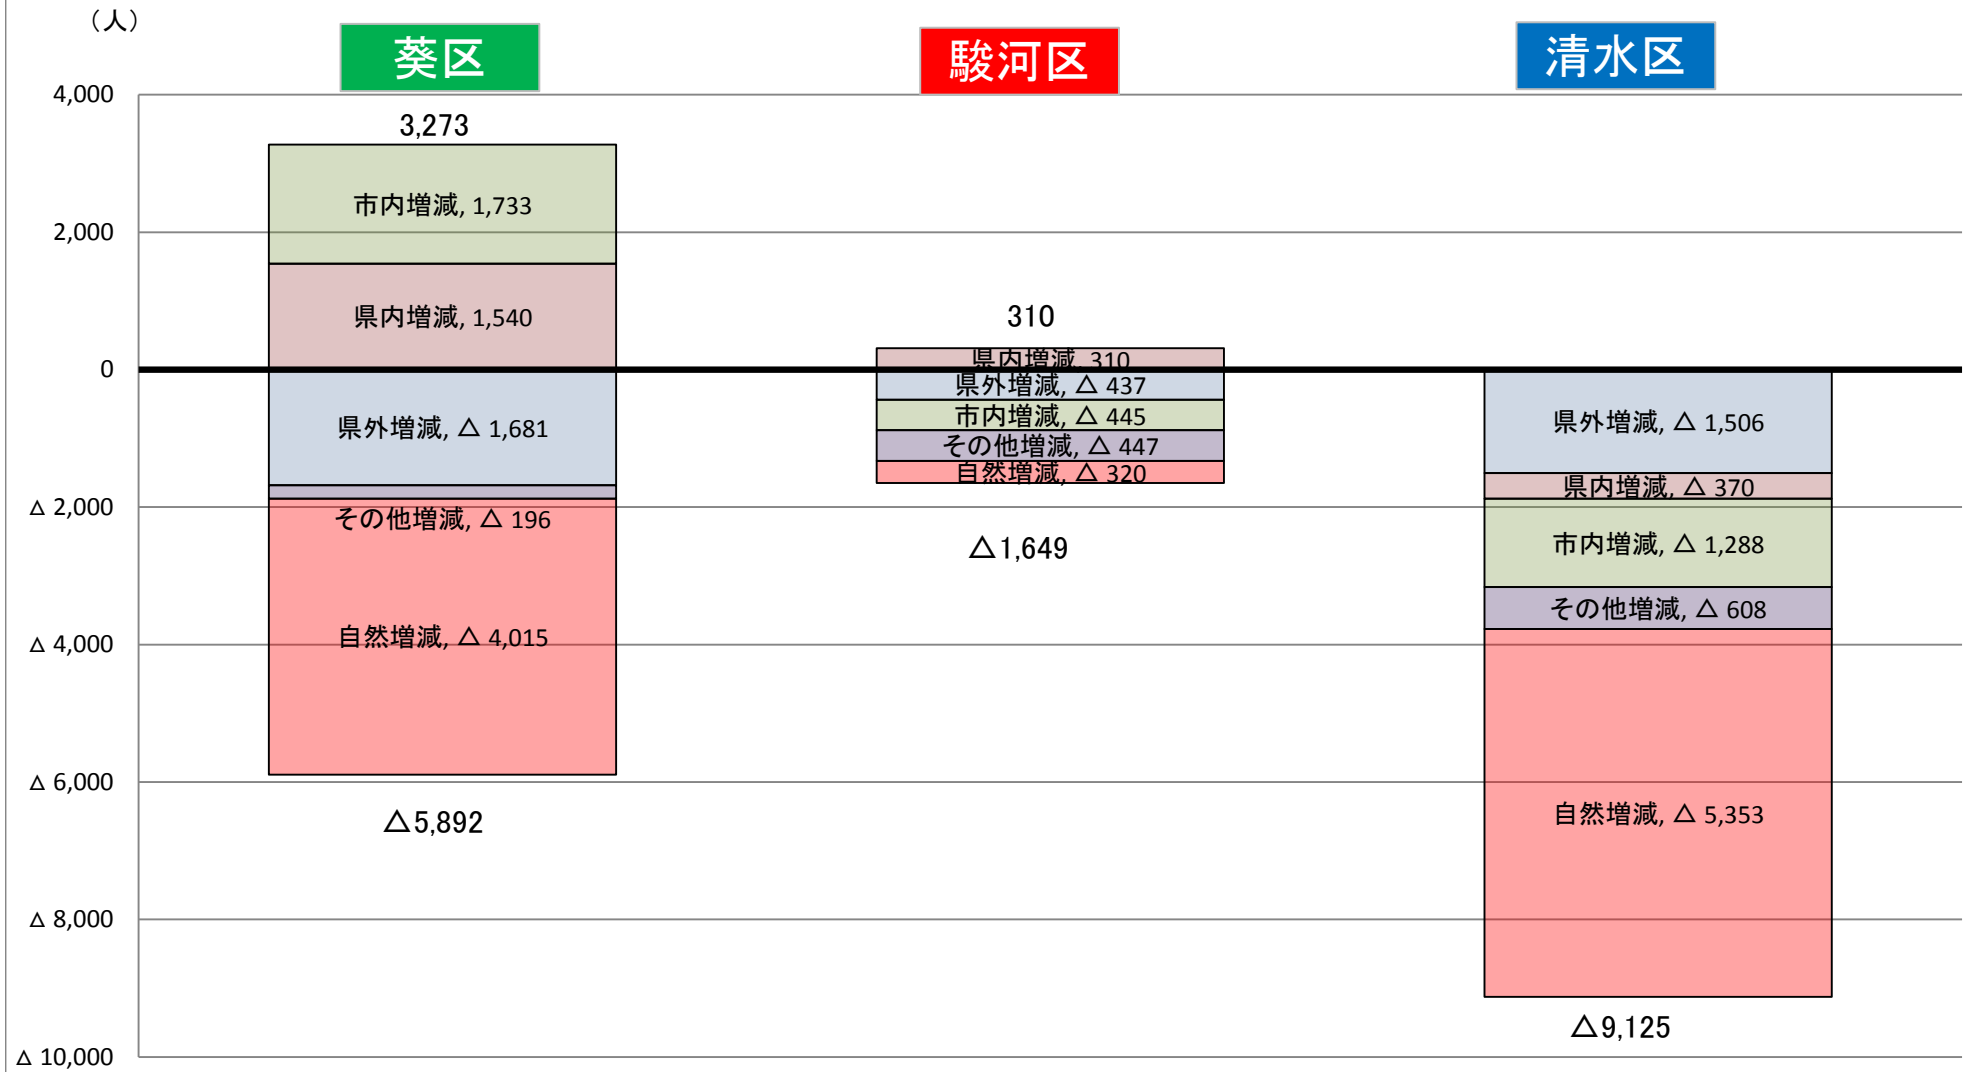 （人）
葵区
駿河区
清水区
4,000
2,000
0
△ 2,000
△ 4,000
△ 6,000
△ 8,000
△ 10,000
3,273
市内増減, 1,733
県内増減, 1,540
県外増減, △ 1,681
その他増減, △ 196
自然増減, △ 4,015
△5,892
310
県内増減, 310
県外増減, △ 437
市内増減, △ 445
その他増減, △ 447
自然増減, △ 320
△1,649
県外増減, △ 1,506
県内増減, △ 370
市内増減, △ 1,288
その他増減, △ 608
自然増減, △ 5,353
△9,125